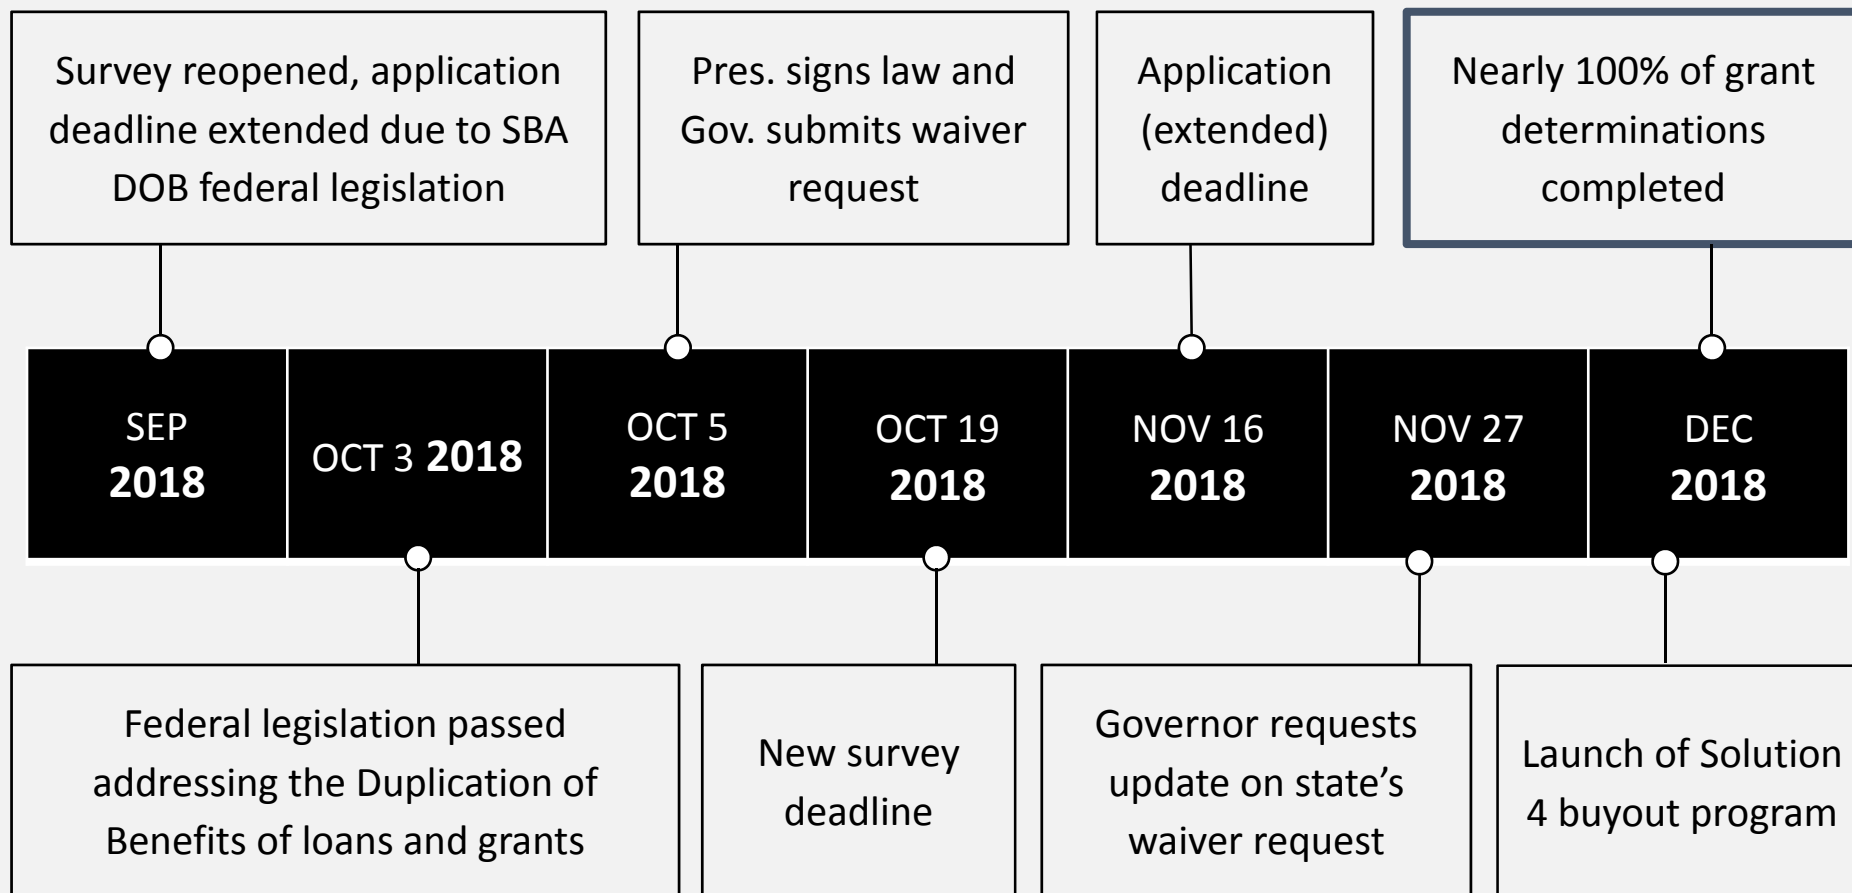 Survey reopened, application
deadline extended due to SBA
DOB federal legislation
Pres. signs law and
Gov. submits waiver
request
Application
(extended)
deadline
Nearly 100% of grant
determinations
completed
SEP
2018
OCT 3 2018
OCT 5
2018
OCT 19
2018
NOV 16
2018
NOV 27
2018
DEC
2018
Federal legislation passed
addressing the Duplication of
Benefits of loans and grants
New survey
deadline
Governor requests
update on state’s
waiver request
Launch of Solution
4 buyout program